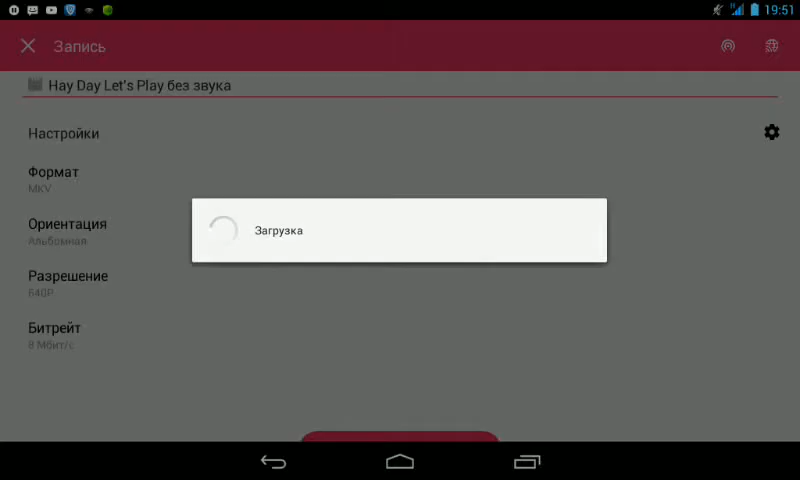 19:51
Запись
Hay Day Let's Play без звука
Настройки
Формат
MKV
Ориентация
Альбомная
Загрузка
Разрешение
640P
Битрейт
8 Мбит/с